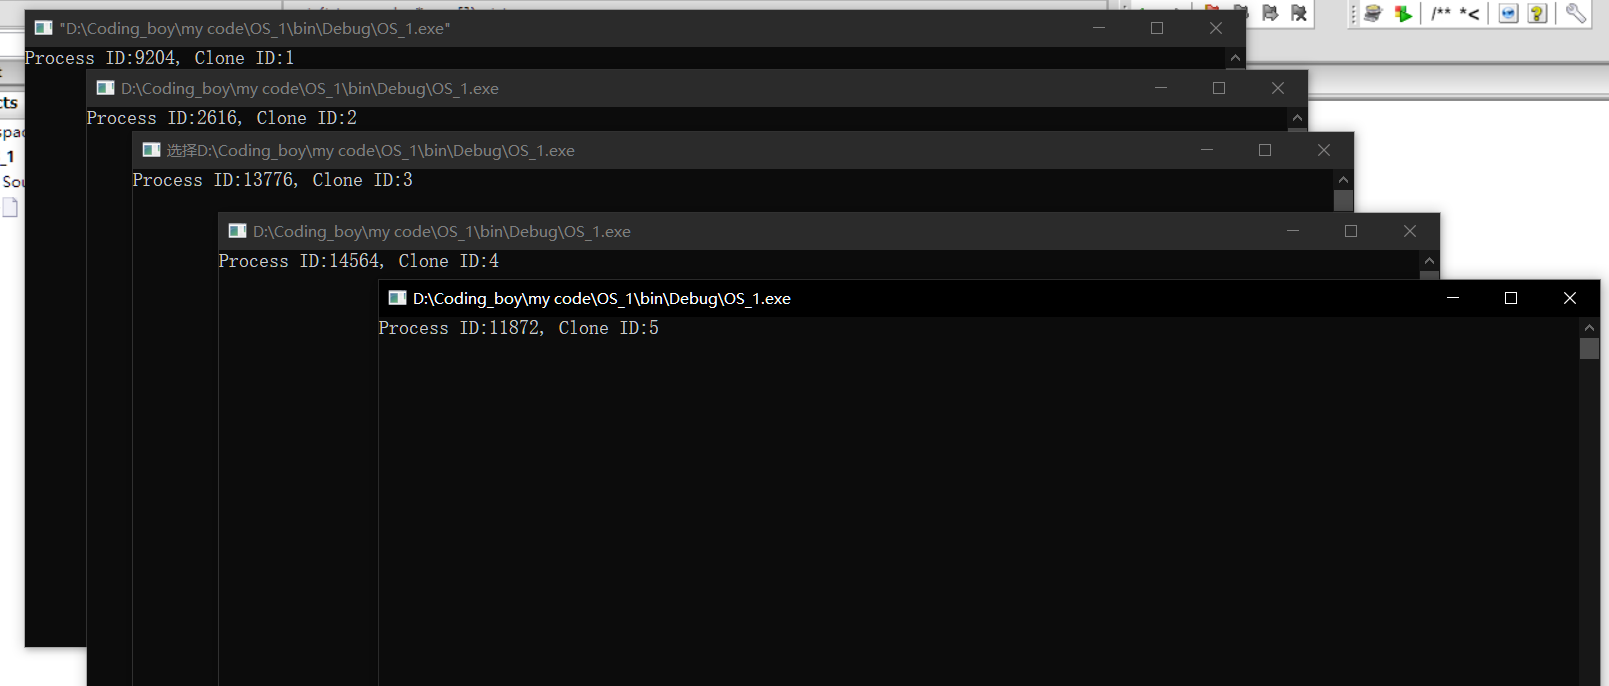 "D:\Coding_boy\my code\OS_1\bin\Debug\OS_1.exe"
Process ID:9204, Clone ID:1
D:\Coding_boy\my code\OS_1\bin\Debug\OS_1.exe
Process ID:2616, Clone ID:2
选择D:\Coding_boy\my code\OS_1\bin\Debug\OS_1.exe
Process ID:13776, Clone ID:3
D:\Coding_boy\my code\OS_1\bin\Debug\OS_1.exe
Process ID:14564, Clone ID:4
D:\Coding_boy\my code\OS_1\bin\Debug\OS_1.exe
Process ID:11872, Clone ID:5
/** *<
cts
spac
_1
Sou